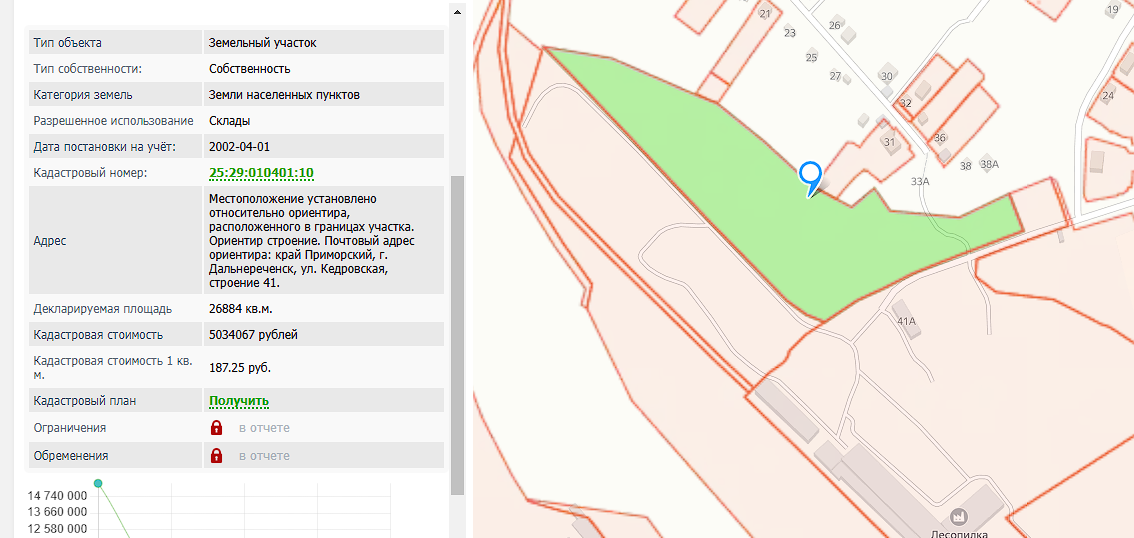 Тип объекта Земельный участок
Тип собственности: Собственность
Категория земель Земли населенных пунктов
Разрешенное использование Склады
Дата постановки на учёт: 2002-04-01
Кадастровый номер: 25:29:010401:10
Адрес
Местоположение установлено
относительно ориентира,
расположенного в границах участка.
Ориентир строение. Почтовый адрес
ориентира: край Приморский, г.
Дальнереченск, ул. Кедровская,
строение 41.
Декларируемая площадь 26884 кв.м.
Кадастровая стоимость 5034067 рублей
Кадастровая стоимость 1 кв.
м.
187.25 руб.
Кадастровый план Получить
Ограничения в отчете
Обременения в отчете
14 740 000
13 660 000
12 580 000
21
23
26
19
25
27
30
24
32
36
31
38
38А
33А
41А
Лесопилка